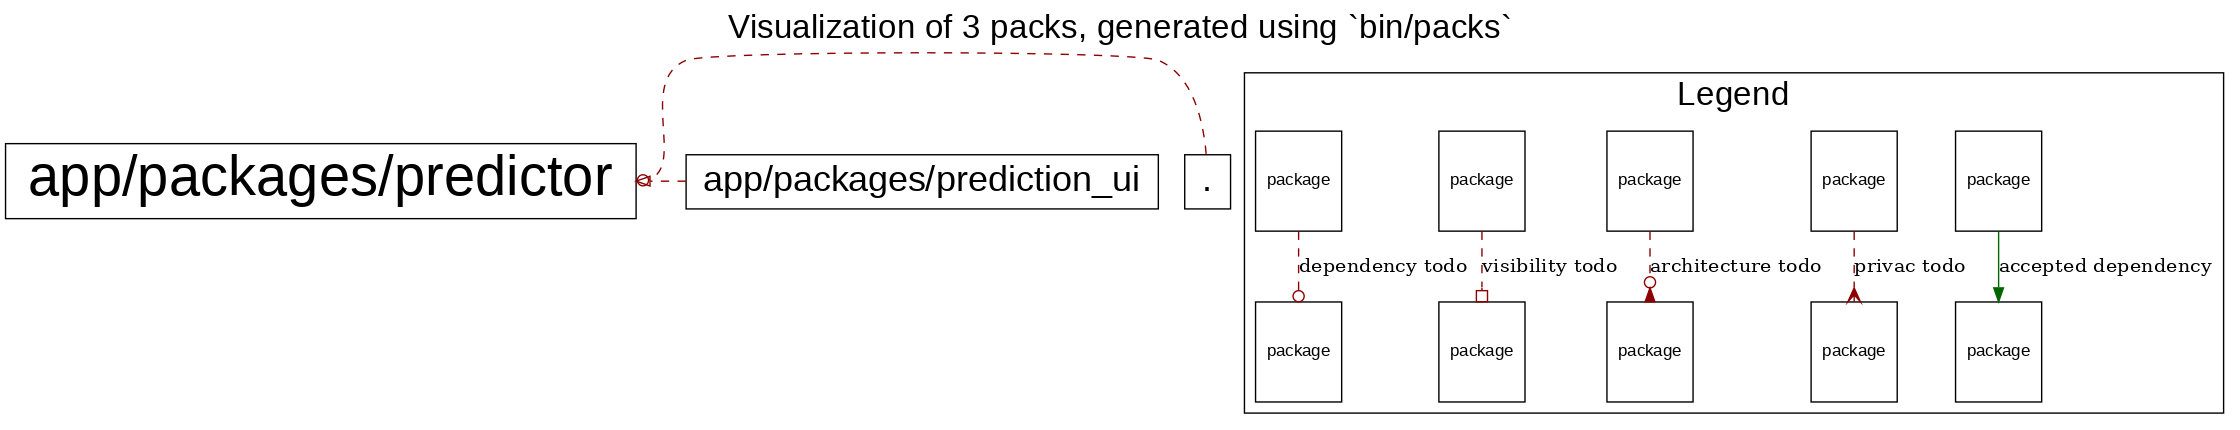 Visualization of 3 packs, generated using `bin/packs`
app/packages/predictor
app/packages/prediction_ui
.
Legend
package
package
package
package
package
dependency todo
visibility todo
architecture todo
privac todo
accepted dependency
package
package
package
package
package